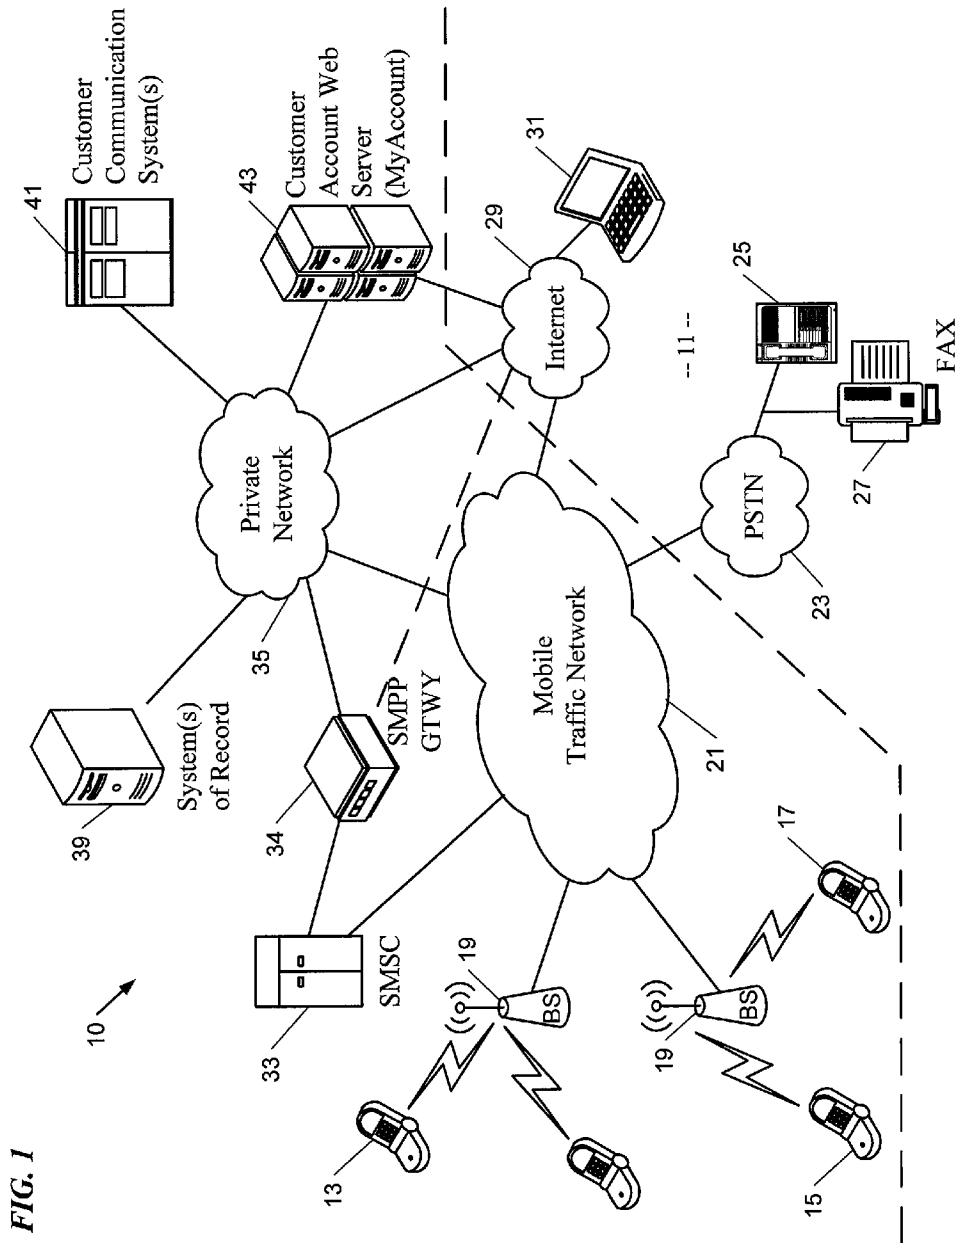 FIG. 1
10
41
Customer
Communication
System(s)
39
System(s)
of Record
Private
Network
35
43
Customer
Account Web
Server
(MyAccount)
34
SMPP
GTWY
33
SMSC
Internet
29
31
Mobile
Traffic Network
21
-- 11 --
13
19
BS
19
BS
15
17
PSTN
23
25
27
FAX